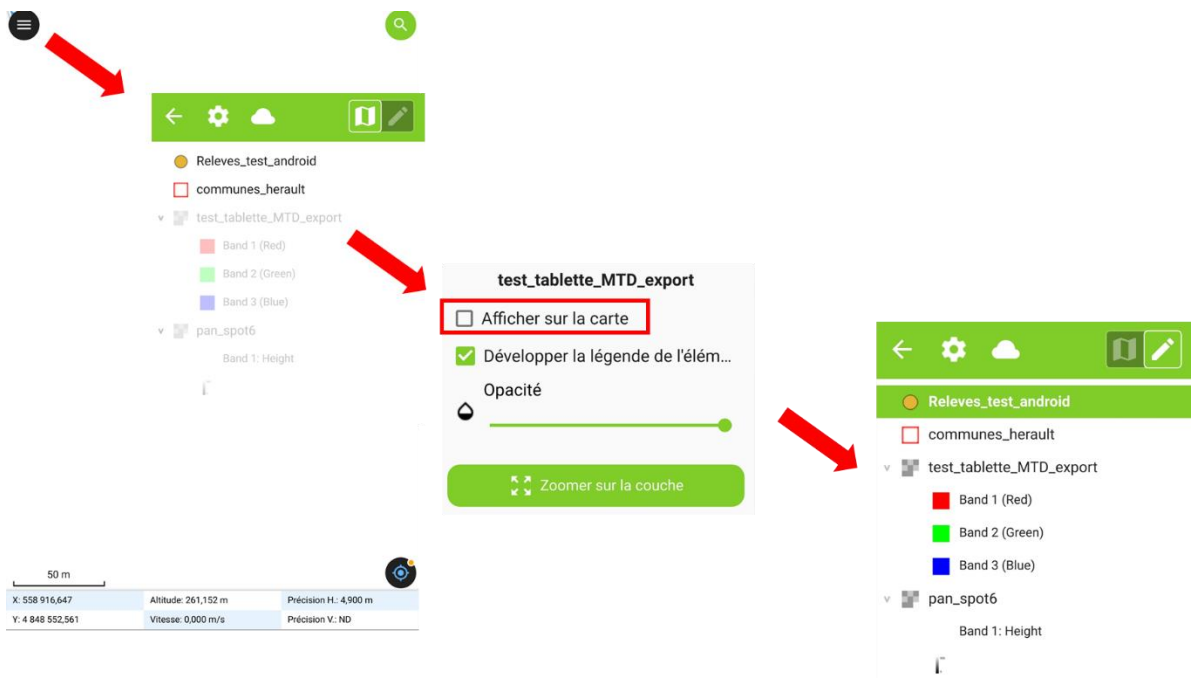 Releves_test_android
communes_herault
test_tablette_MTD_export
Band 1 (Red)
Band 2 (Green)
Band 3 (Blue)
pan_spot6
Band 1: Height
50 m
X: 558 916,647
Altitude: 261,152 m
Précision H.: 4,900 m
Y: 4 848 552,561
Vitesse: 0,000 m/s
Précision V.: ND
test_tablette_MTD_export
Afficher sur la carte
Développer la légende de l'élém...
Opacité
Zoomer sur la couche
Releves_test_android
communes_herault
test_tablette_MTD_export
Band 1 (Red)
Band 2 (Green)
Band 3 (Blue)
pan_spot6
Band 1: Height